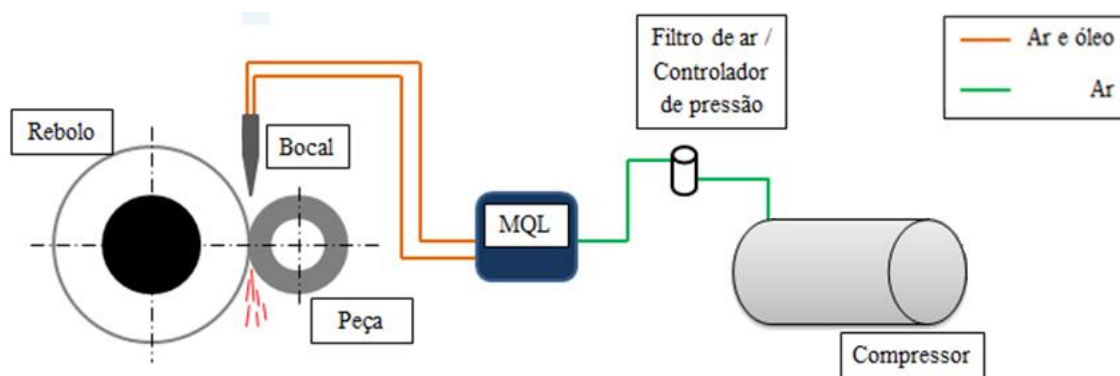 Filtro de ar /
Controlador
de pressão
Ar e óleo
Ar
Rebolo
Bocal
MQL
Peça
Compressor